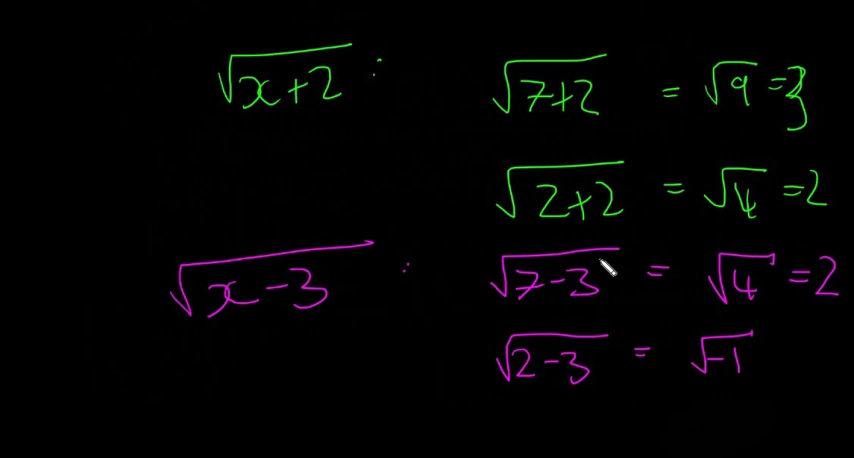 √(x+2) : √(7+2) = √9 = 3
√(2+2) = √4 = 2
√(x-3) : √(7-3) = √4 = 2
√(2-3) = √-1